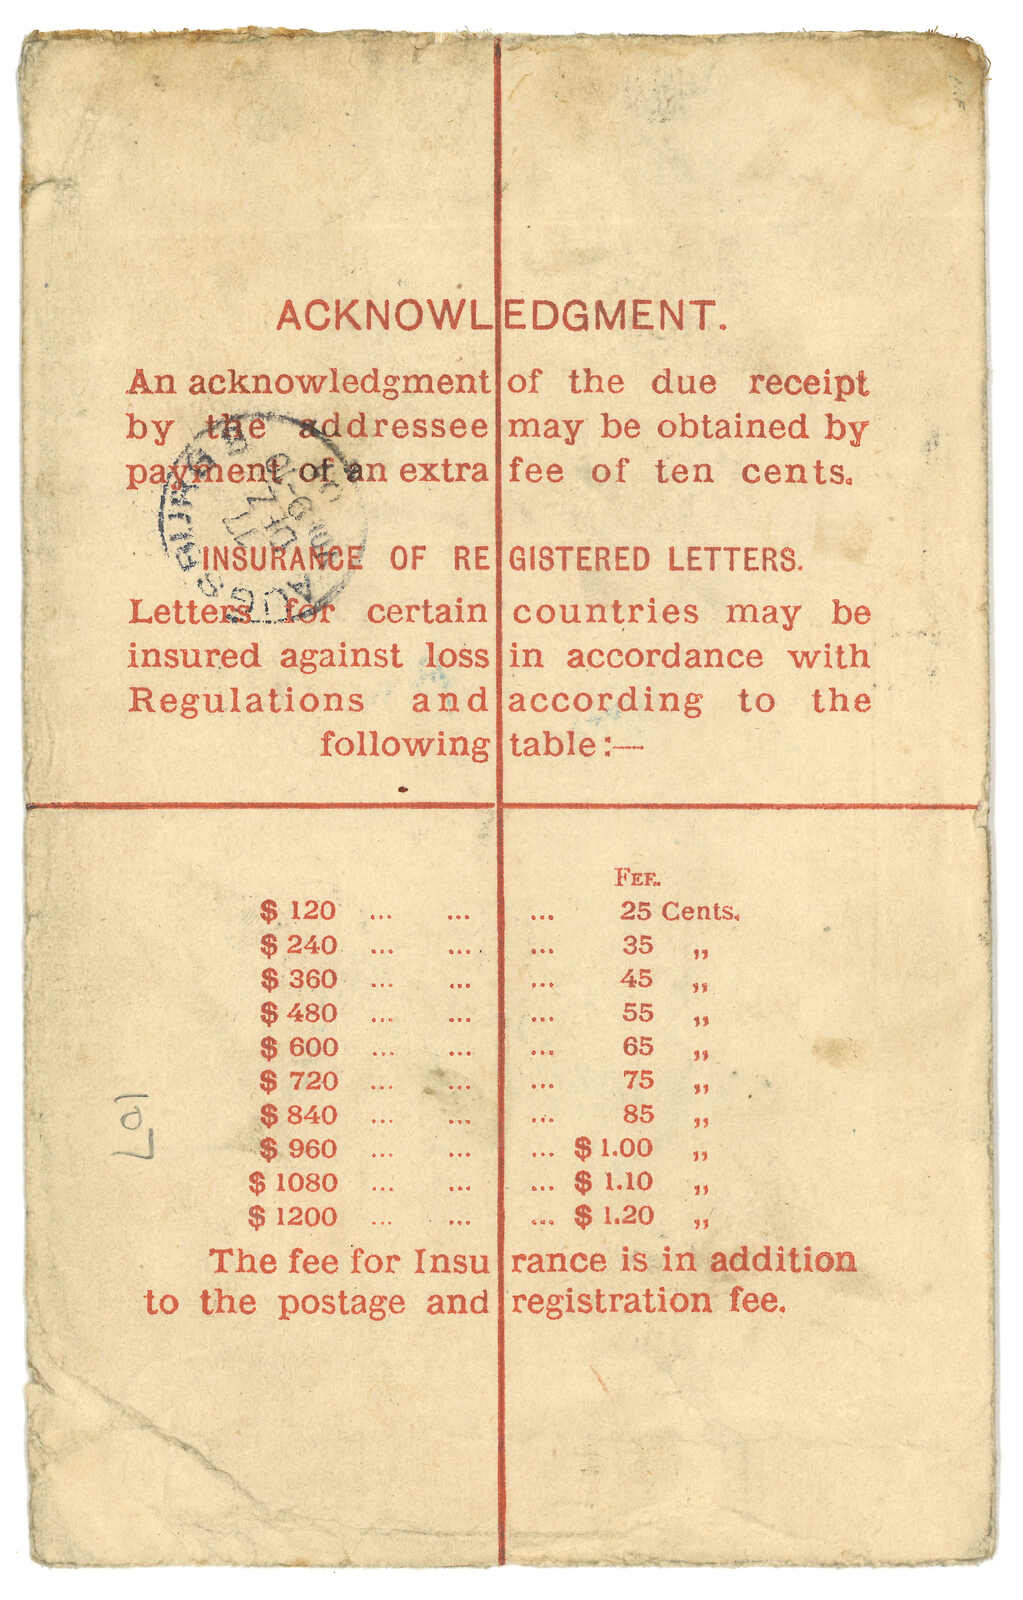 ACKNOWLEDGMENT.
An acknowledgment of the due receipt
by the addressee may be obtained by
payment of an extra fee of ten cents.
INSURANCE OF REGISTERED LETTERS.
Letters for certain countries may be
insured against loss in accordance with
Regulations and according to the
following table:—
FEE.
$ 120 ... ... ... 25 Cents.
$ 240 ... ... ... 35 „
$ 360 ... ... ... 45 „
$ 480 ... ... ... 55 „
$ 600 ... ... ... 65 „
$ 720 ... ... ... 75 „
$ 840 ... ... ... 85 „
$ 960 ... ... ... $ 1.00 „
$ 1080 ... ... ... $ 1.10 „
$ 1200 ... ... ... $ 1.20 „
The fee for Insurance is in addition
to the postage and registration fee.
AUGSBURG
107